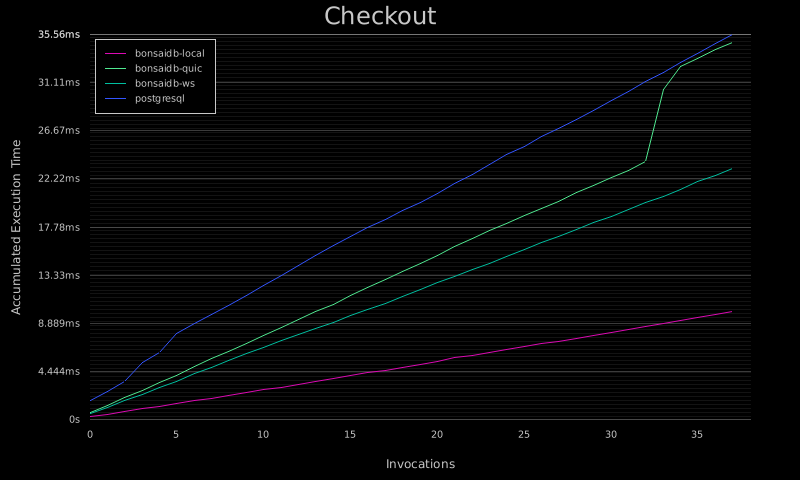 Checkout
35.56ms
bonsaidb-local
bonsaidb-quic
bonsaidb-ws
postgresql
31.11ms
26.67ms
22.22ms
17.78ms
13.33ms
8.889ms
4.444ms
0s
Accumulated Execution Time
0 5 10 15 20 25 30 35
Invocations